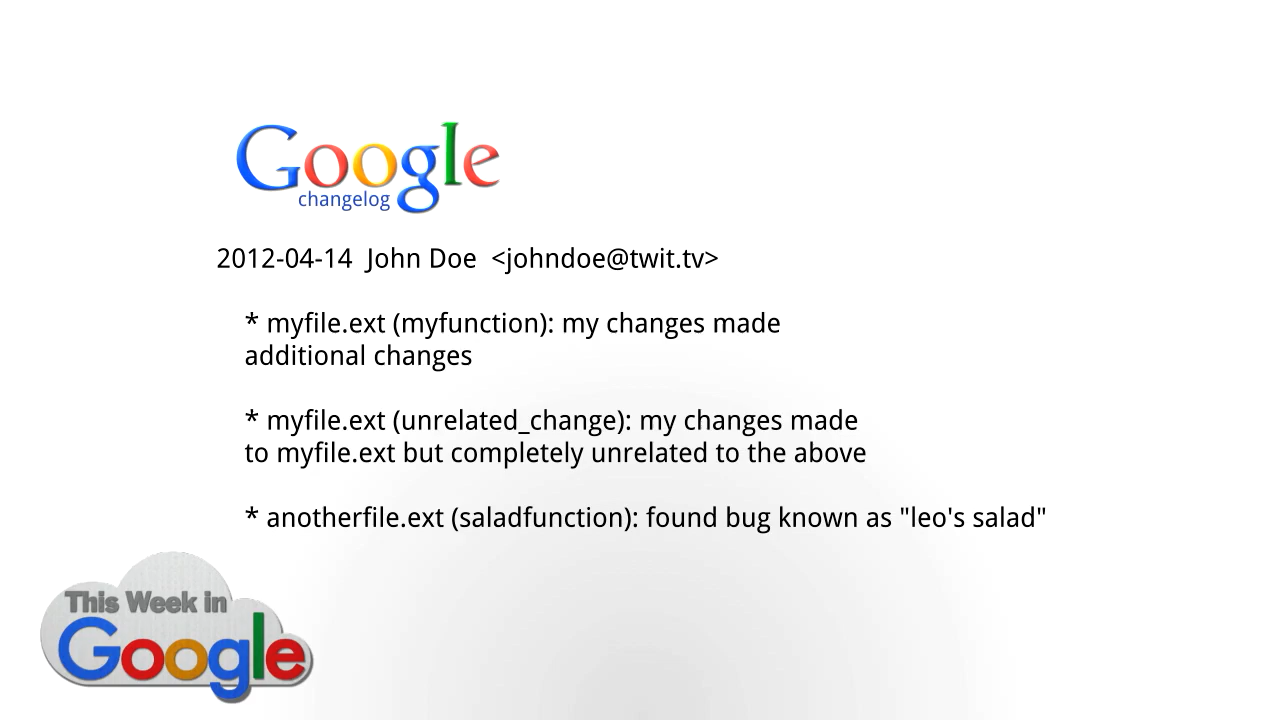 Google
changelog
2012-04-14 John Doe <johndoe@twit.tv>
* myfile.ext (myfunction): my changes made
additional changes
* myfile.ext (unrelated_change): my changes made
to myfile.ext but completely unrelated to the above
* anotherfile.ext (saladfunction): found bug known as "leo's salad"
This Week in
Google